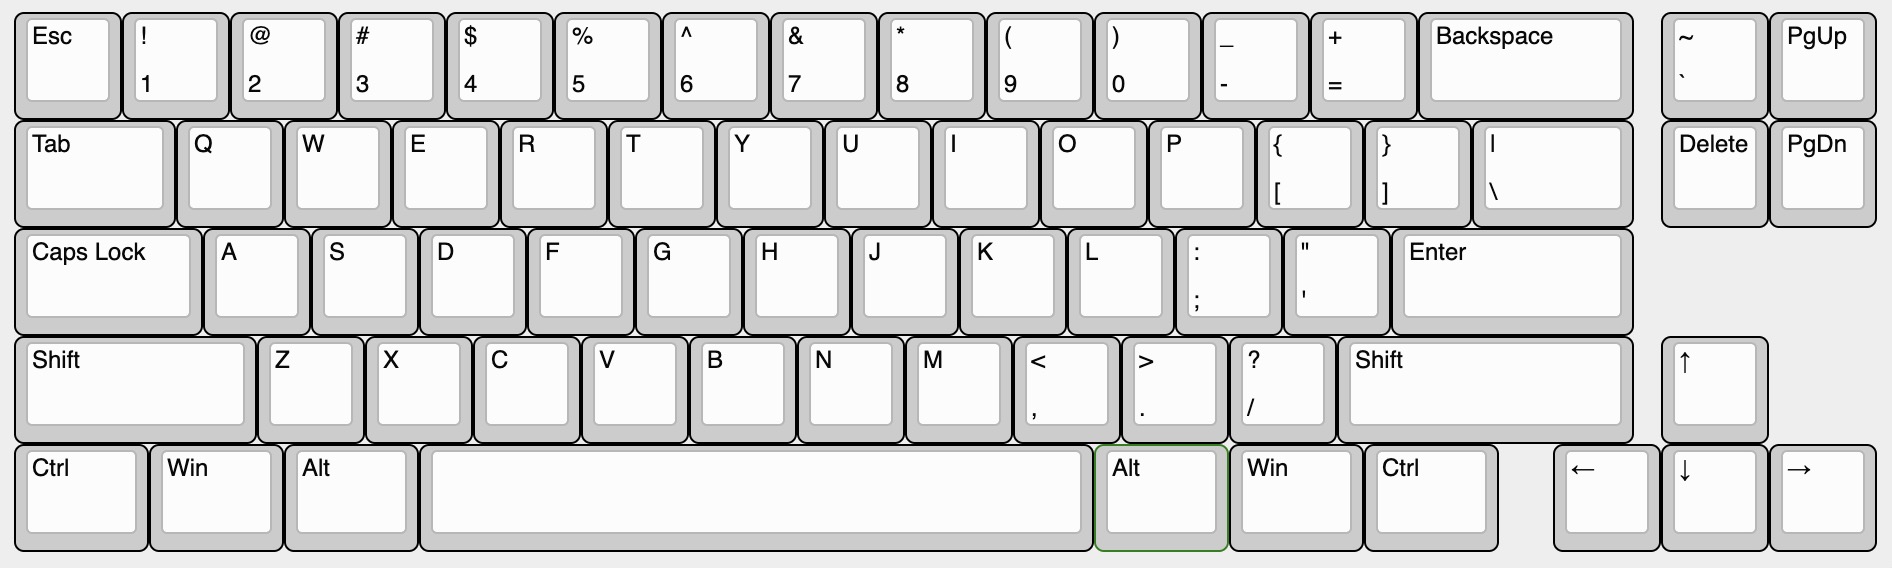 Esc ! 1 @ 2 # 3 $ 4 % 5 ^ 6 & 7 * 8 ( 9 ) 0 _ - + = Backspace ~ ` PgUp
Tab Q W E R T Y U I O P { [ } ] | \ Delete PgDn
Caps Lock A S D F G H J K L : ; " ' Enter
Shift Z X C V B N M < , > . ? / Shift ↑
Ctrl Win Alt Alt Win Ctrl ← ↓ →